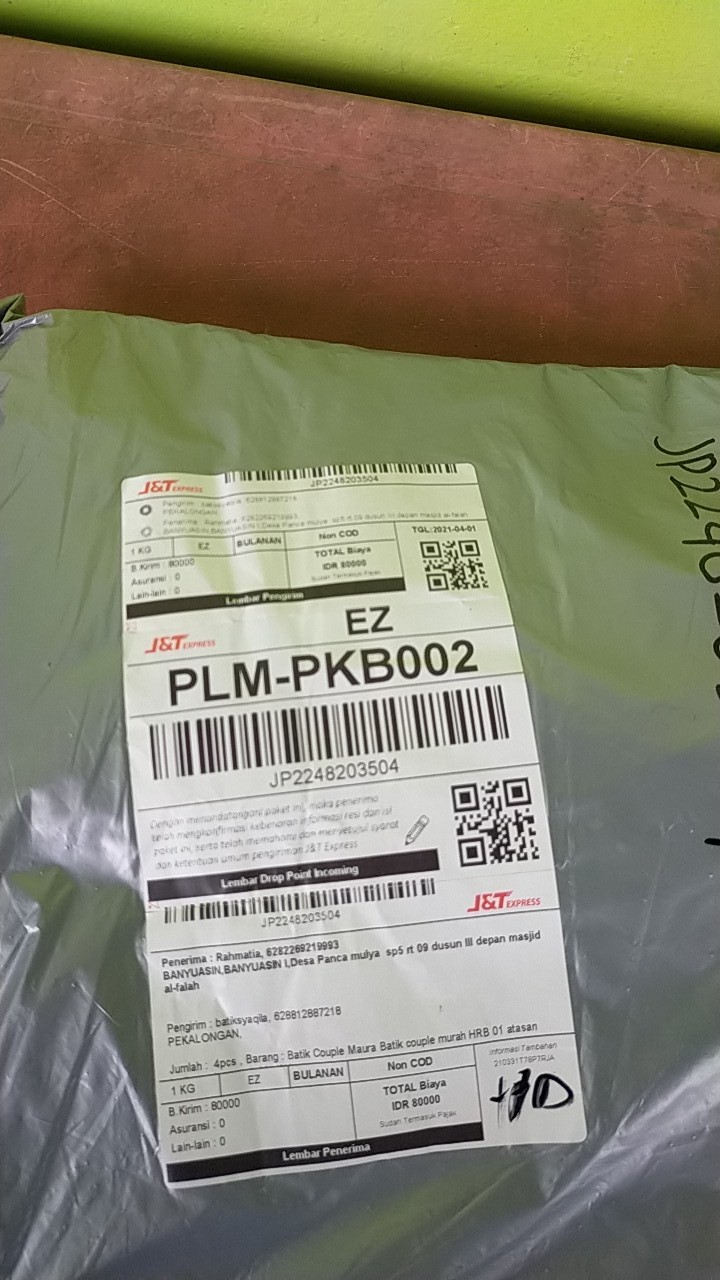 J&T EXPRESS
JP2248203504
Pengirim : batiksyaqila, 628812887218
PEKALONGAN,
Penerima : Rahmatia, 6282269219993
BANYUASIN,BANYUASIN I,Desa Panca mulya sp5 rt 09 dusun III depan masjid al-falah
1 KG EZ BULANAN Non COD TGL:2021-04-01
B.Kirim : 80000
Asuransi : 0
Lain-lain : 0
TOTAL Biaya
IDR 80000
Sudah Termasuk Pajak
Lembar Pengirim
EZ
J&T EXPRESS
PLM-PKB002
JP2248203504
Dengan menandatangani paket ini, maka penerima
telah mengkonfirmasi kebenaran informasi resi dan isi
paket ini, serta telah memahami dan menyetujui syarat
dan ketentuan umum pengiriman J&T Express
Lembar Drop Point Incoming
JP2248203504
J&T EXPRESS
Penerima : Rahmatia, 6282269219993
BANYUASIN,BANYUASIN I,Desa Panca mulya sp5 rt 09 dusun III depan masjid
al-falah
Pengirim : batiksyaqila, 628812887218
PEKALONGAN,
Jumlah : 4pcs , Barang : Batik Couple Maura Batik couple murah HRB 01 atasan
1 KG EZ BULANAN Non COD
Informasi Tambahan
210331T78P7RJA
B.Kirim : 80000
Asuransi : 0
Lain-lain : 0
TOTAL Biaya
IDR 80000
Sudah Termasuk Pajak
Lembar Penerima